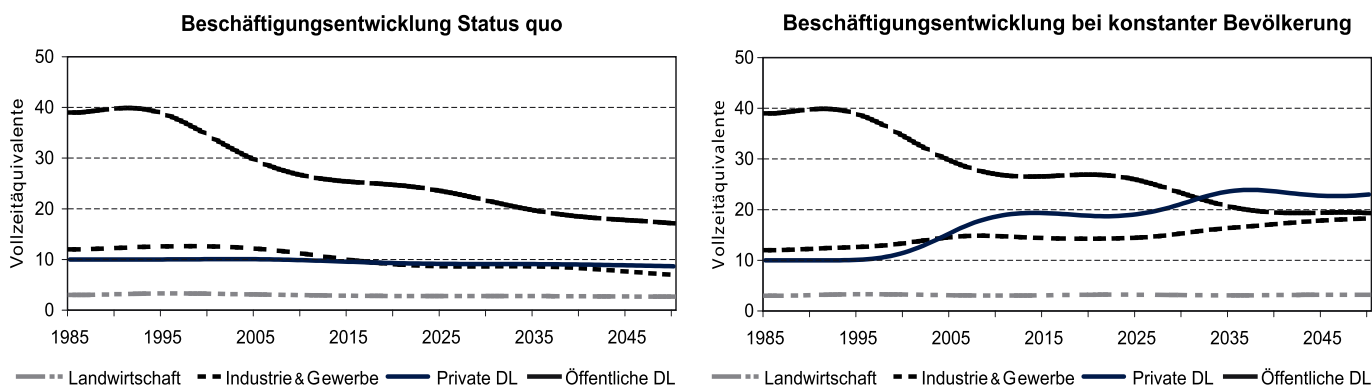 Beschäftigungsentwicklung Status quo
50
40
30
20
10
0
Vollzeitäquivalente
1985 1995 2005 2015 2025 2035 2045
Landwirtschaft Industrie & Gewerbe Private DL Öffentliche DL
Beschäftigungsentwicklung bei konstanter Bevölkerung
50
40
30
20
10
0
Vollzeitäquivalente
1985 1995 2005 2015 2025 2035 2045
Landwirtschaft Industrie & Gewerbe Private DL Öffentliche DL